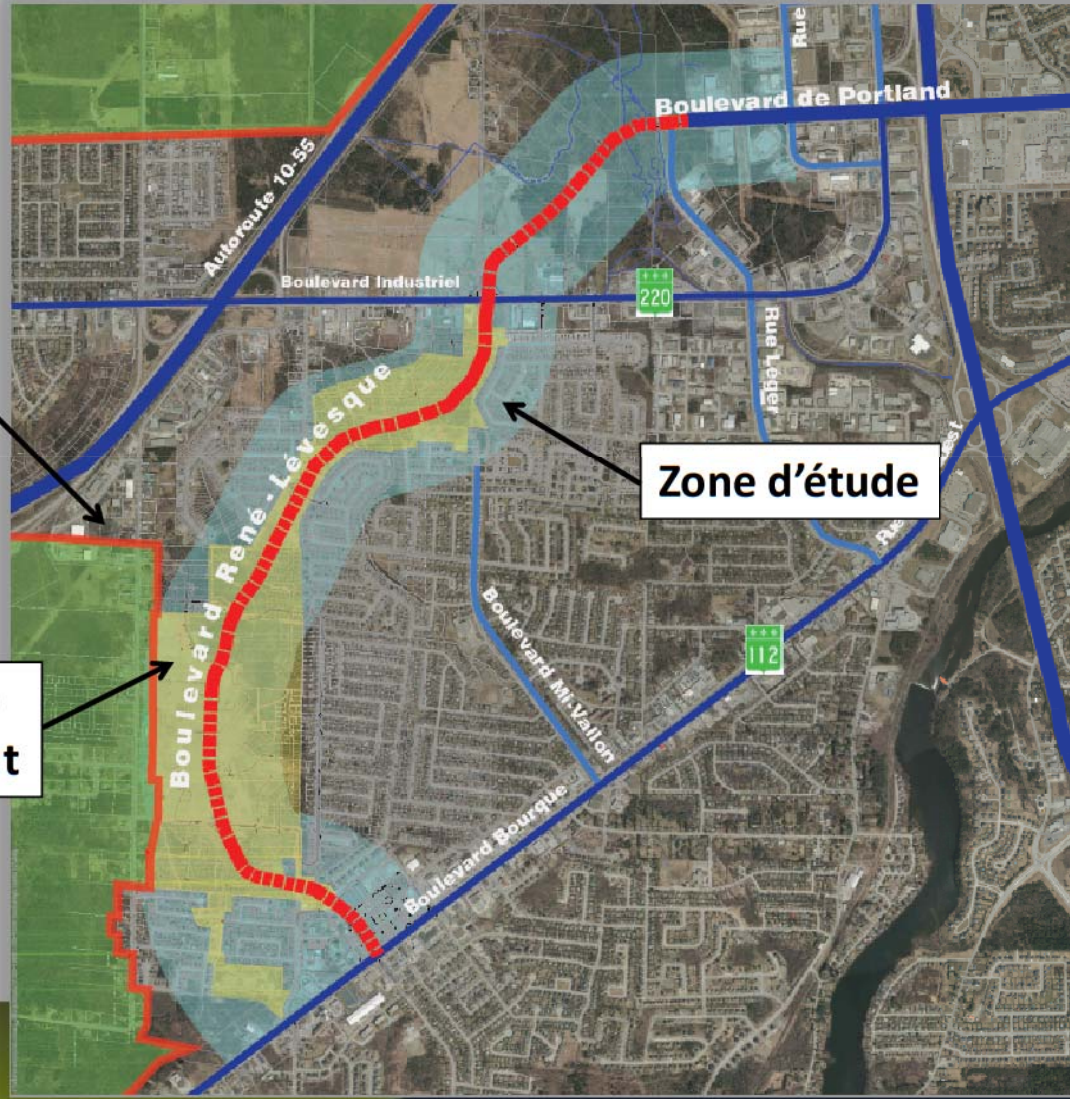 Rue
Boulevard de Portland
Autoroute 10-55
Boulevard Industriel
220
Rue Léger
Boulevard René-Lévesque
Zone d'étude
Boulevard Mi-Vallon
112
t
Boulevard Bourque